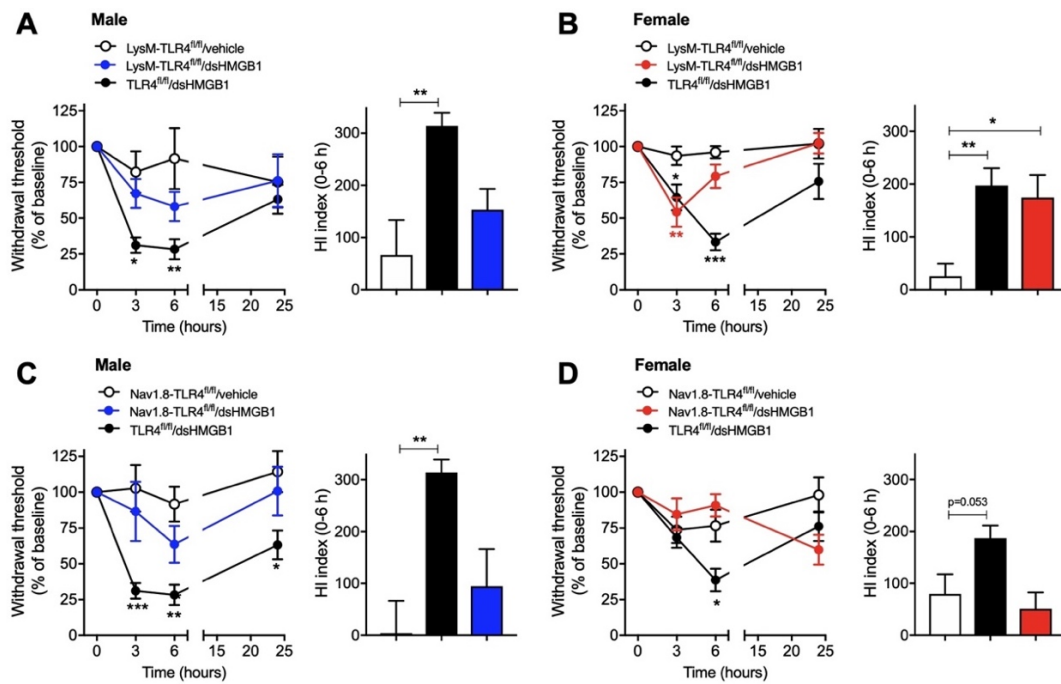 A
Male
LysM-TLR4fl/fl/vehicle
LysM-TLR4fl/fl/dsHMGB1
TLR4fl/fl/dsHMGB1
Withdrawal threshold
(% of baseline)
125
100
75
50
25
0
*
**
0 3 6 15 20 25
Time (hours)
HI index (0-6 h)
300
200
100
0
**
B
Female
LysM-TLR4fl/fl/vehicle
LysM-TLR4fl/fl/dsHMGB1
TLR4fl/fl/dsHMGB1
Withdrawal threshold
(% of baseline)
125
100
75
50
25
0
*
**
***
0 3 6 15 20 25
Time (hours)
HI index (0-6 h)
300
200
100
0
*
**
C
Male
Nav1.8-TLR4fl/fl/vehicle
Nav1.8-TLR4fl/fl/dsHMGB1
TLR4fl/fl/dsHMGB1
Withdrawal threshold
(% of baseline)
125
100
75
50
25
0
***
**
*
0 3 6 15 20 25
Time (hours)
HI index (0-6 h)
300
200
100
0
**
D
Female
Nav1.8-TLR4fl/fl/vehicle
Nav1.8-TLR4fl/fl/dsHMGB1
TLR4fl/fl/dsHMGB1
Withdrawal threshold
(% of baseline)
125
100
75
50
25
0
*
0 3 6 15 20 25
Time (hours)
HI index (0-6 h)
300
200
100
0
p=0.053